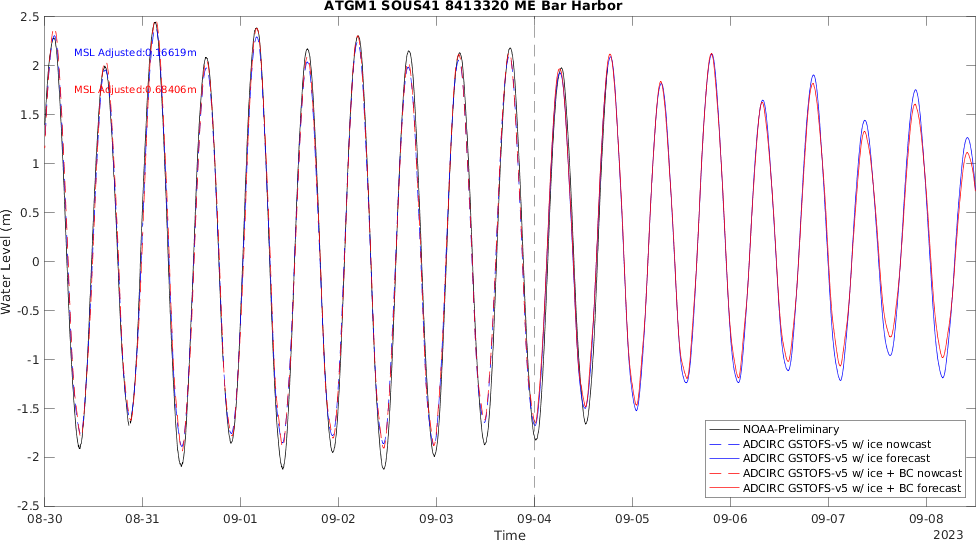 ATGM1 SOUS41 8413320 ME Bar Harbor
2.5
2
1.5
1
0.5
0
-0.5
-1
-1.5
-2
-2.5
Water Level (m)
MSL Adjusted:0.16619m
MSL Adjusted:0.68406m
NOAA-Preliminary
ADCIRC GSTOFS-v5 w/ ice nowcast
ADCIRC GSTOFS-v5 w/ ice forecast
ADCIRC GSTOFS-v5 w/ ice + BC nowcast
ADCIRC GSTOFS-v5 w/ ice + BC forecast
08-30 08-31 09-01 09-02 09-03 09-04 09-05 09-06 09-07 09-08
Time
2023